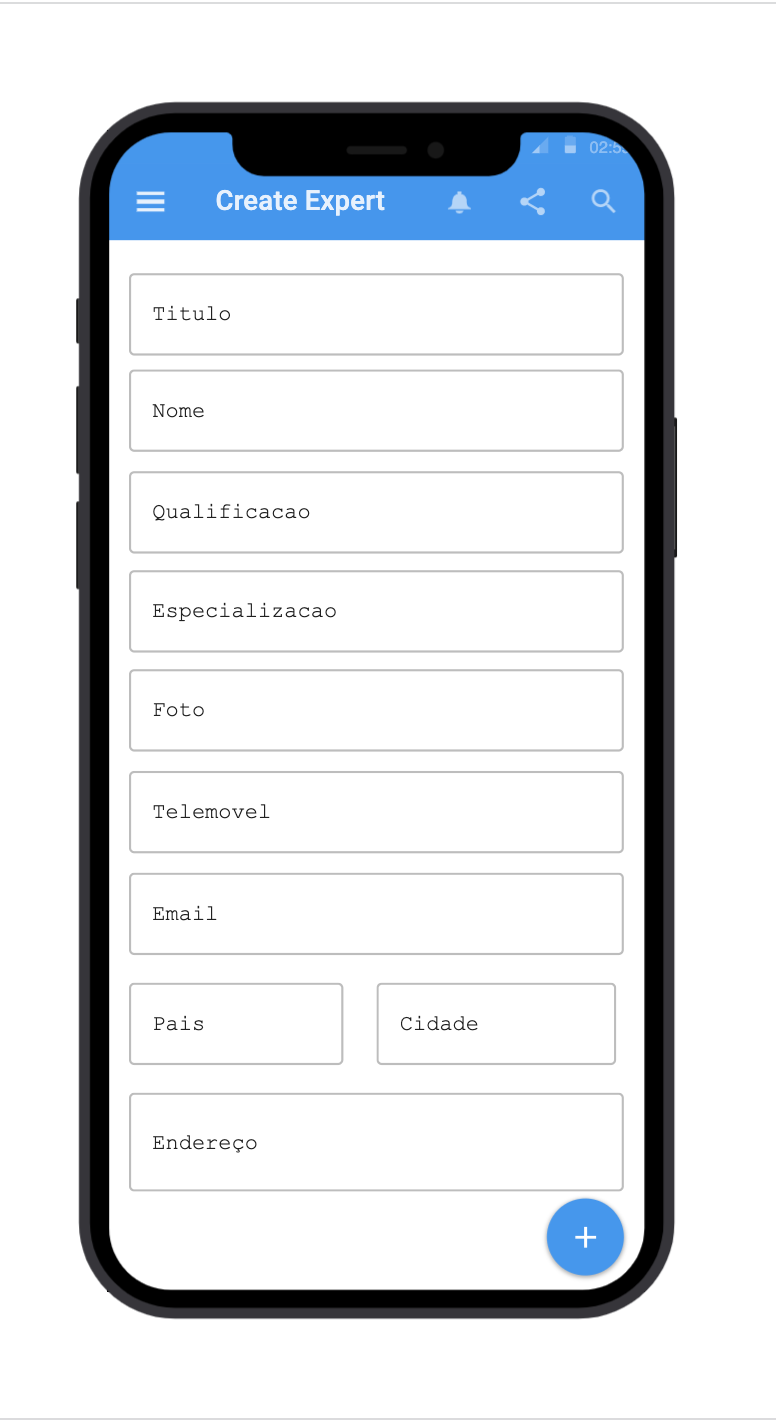 Create Expert
Titulo
Nome
Qualificacao
Especializacao
Foto
Telemovel
Email
Pais Cidade
Endereço
+